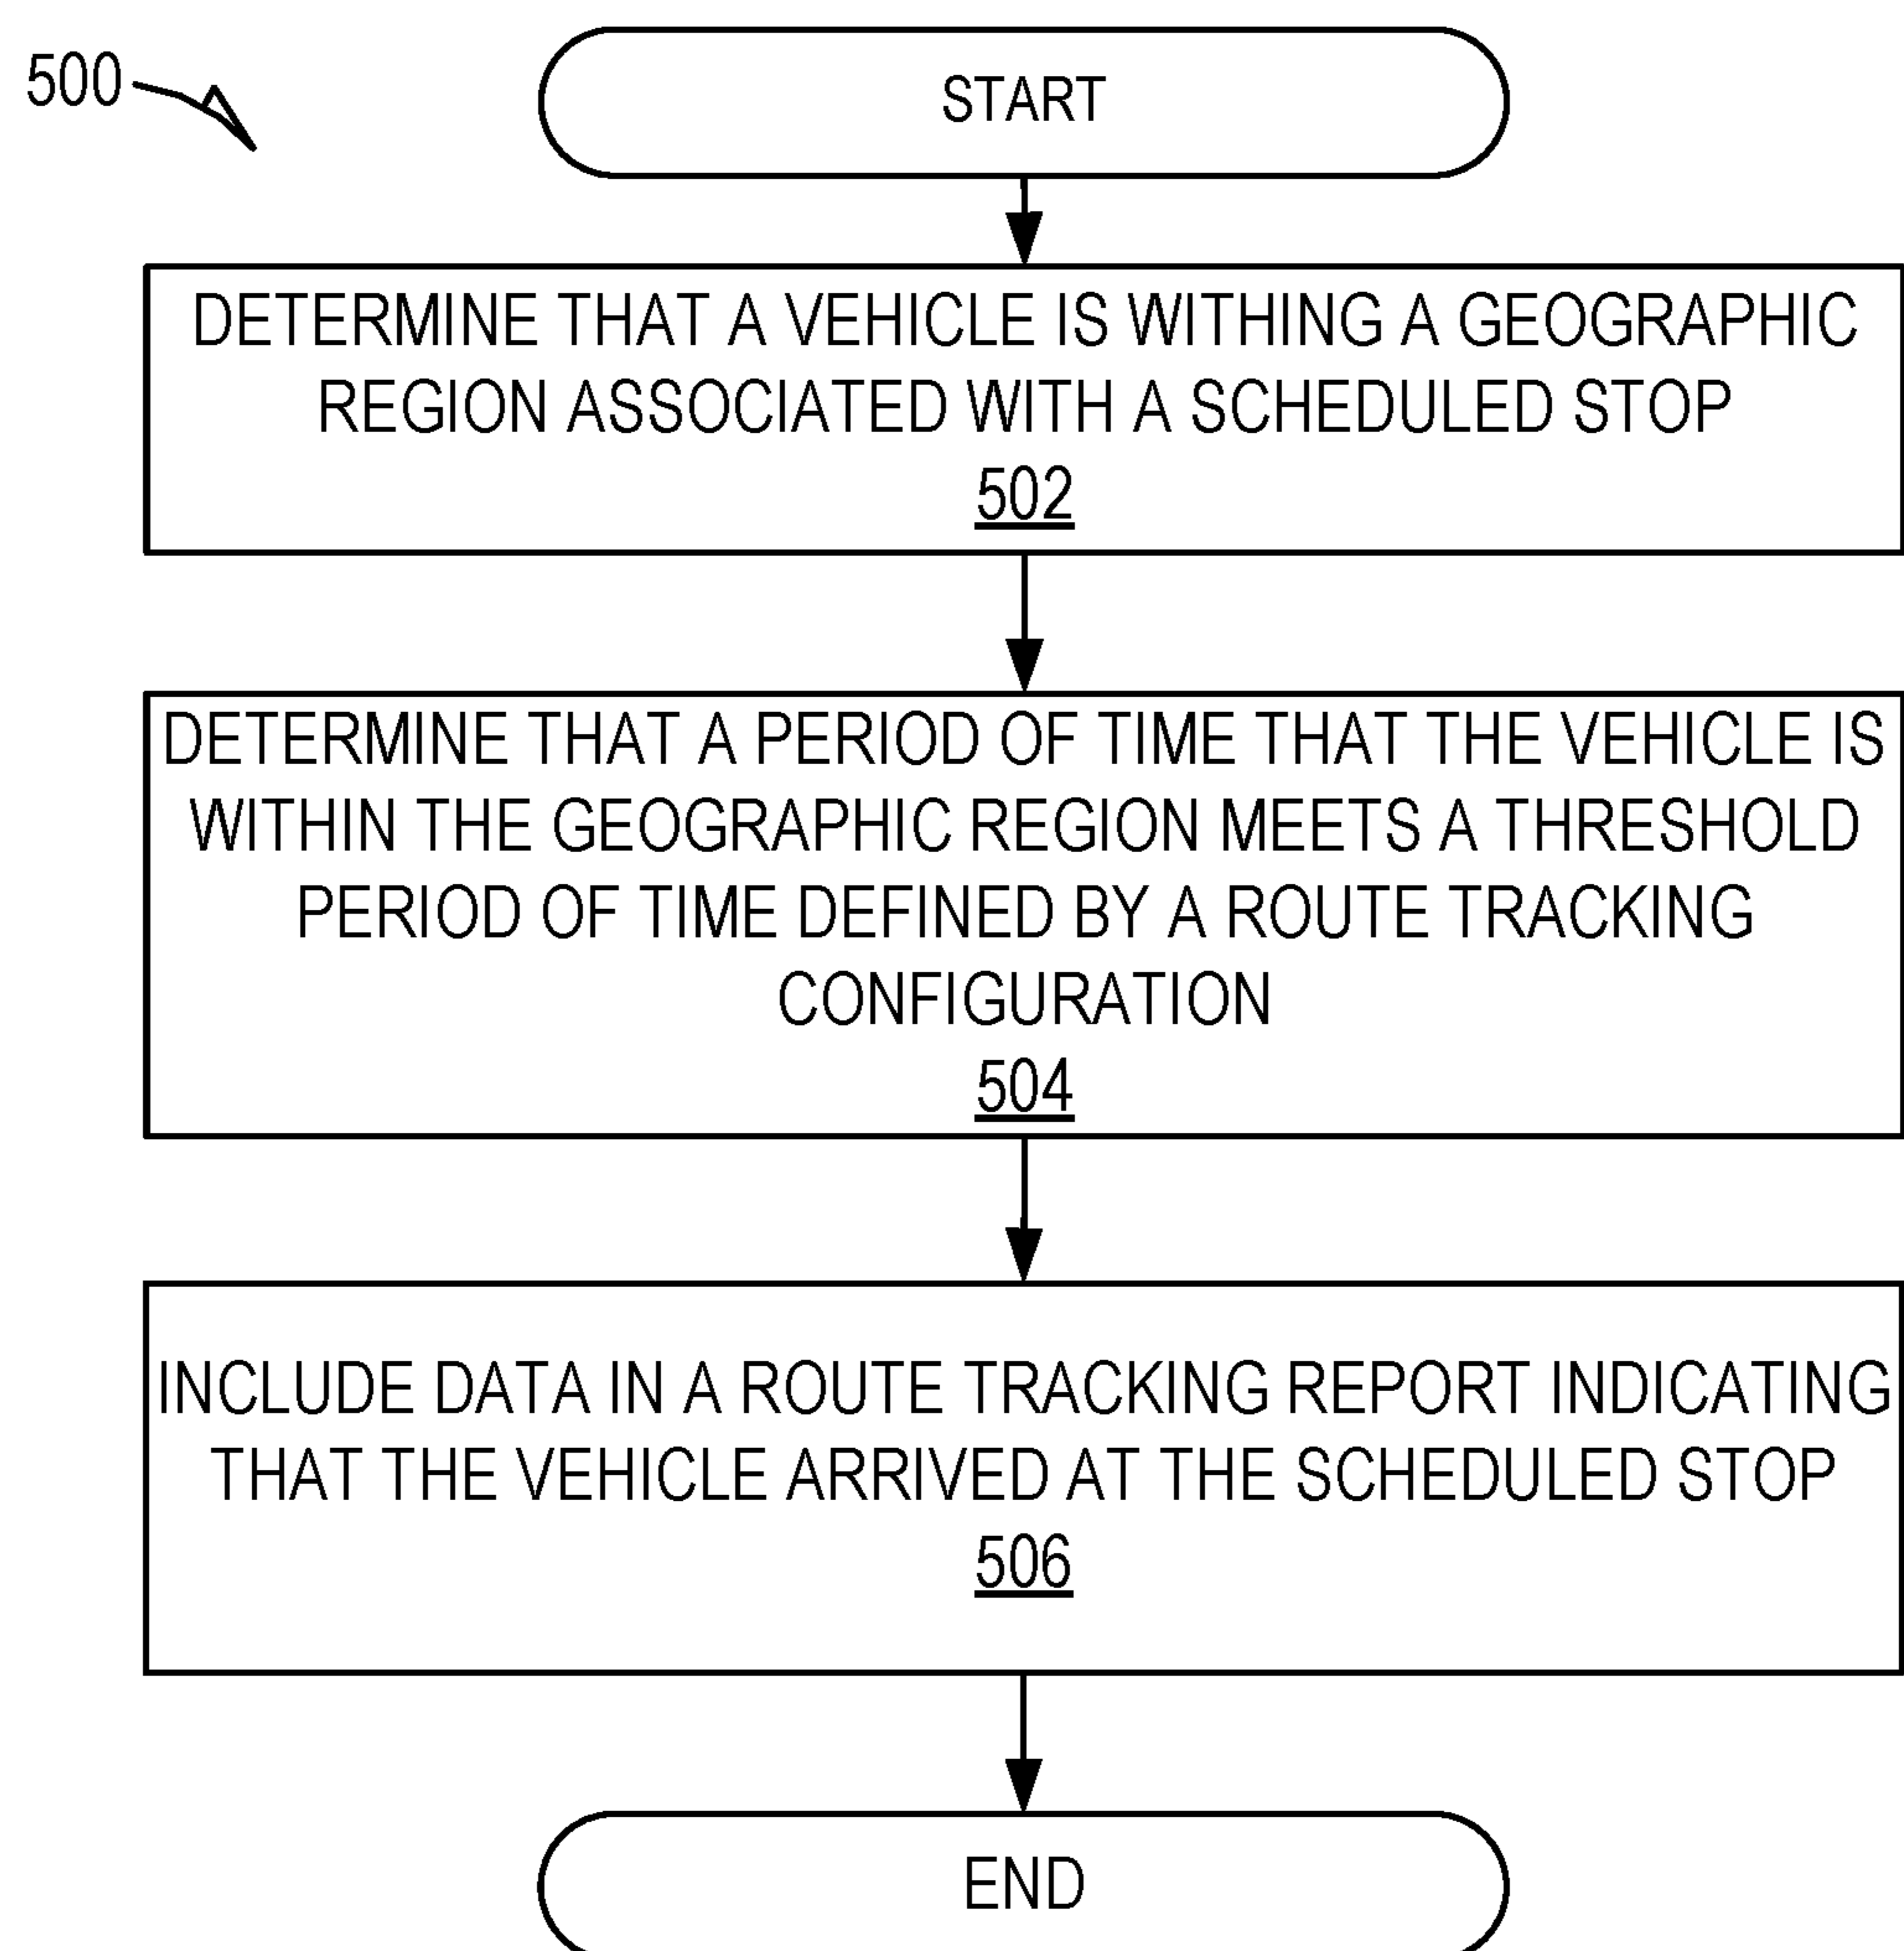 500
START
DETERMINE THAT A VEHICLE IS WITHING A GEOGRAPHIC
REGION ASSOCIATED WITH A SCHEDULED STOP
502
DETERMINE THAT A PERIOD OF TIME THAT THE VEHICLE IS
WITHIN THE GEOGRAPHIC REGION MEETS A THRESHOLD
PERIOD OF TIME DEFINED BY A ROUTE TRACKING
CONFIGURATION
504
INCLUDE DATA IN A ROUTE TRACKING REPORT INDICATING
THAT THE VEHICLE ARRIVED AT THE SCHEDULED STOP
506
END